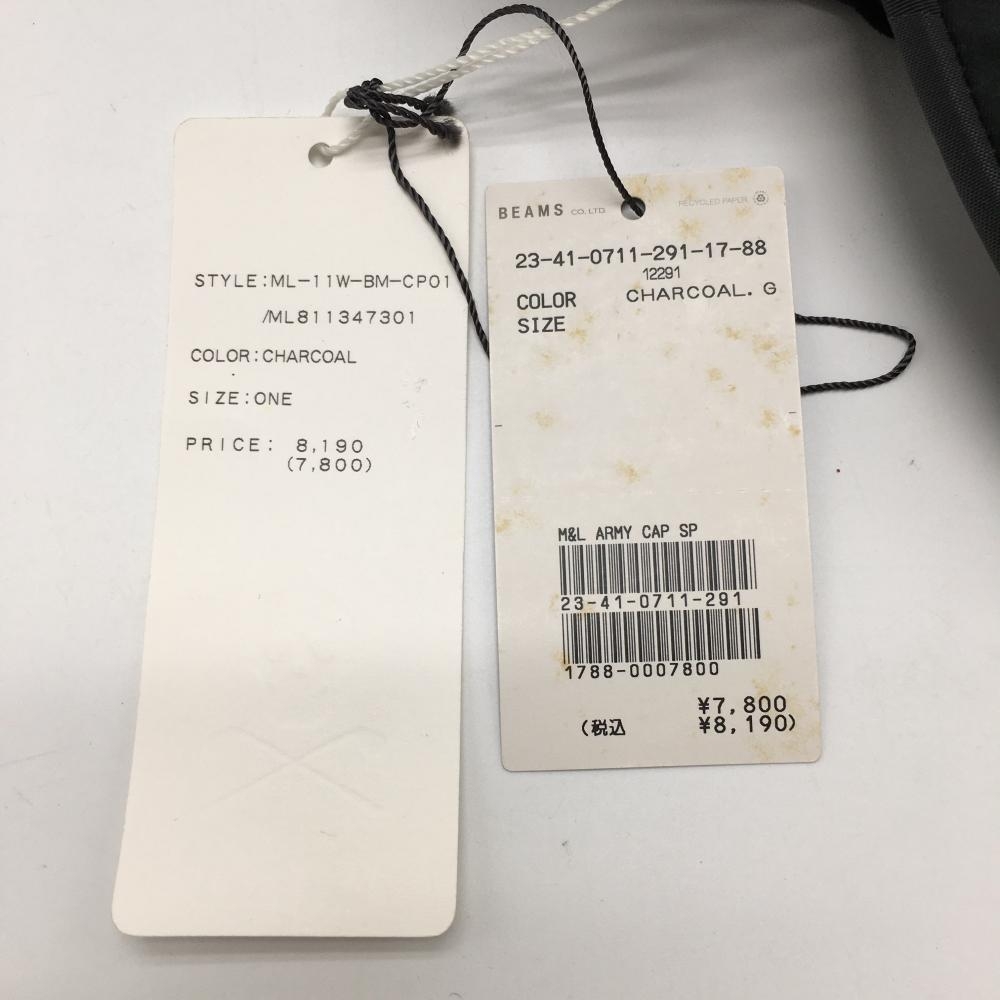 STYLE:ML-11W-BM-CP01
/ML811347301
COLOR:CHARCOAL
SIZE:ONE
PRICE: 8,190
(7,800)
BEAMS CO.,LTD. RECYCLED PAPER
23-41-0711-291-17-88
12291
COLOR CHARCOAL. G
SIZE
M&L ARMY CAP SP
23-41-0711-291
1788-0007800
¥7,800
(税込 ¥8,190)